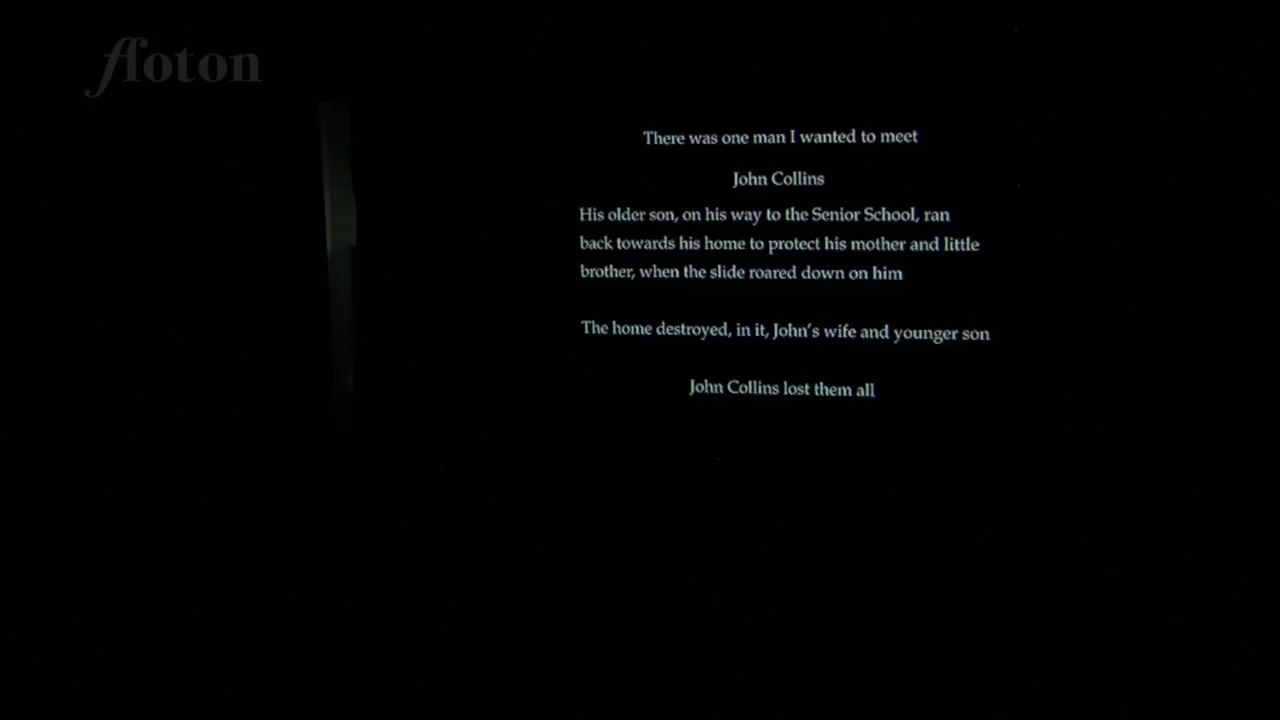 ffoton
There was one man I wanted to meet
John Collins
His older son, on his way to the Senior School, ran
back towards his home to protect his mother and little
brother, when the slide roared down on him
The home destroyed, in it, John's wife and younger son
John Collins lost them all